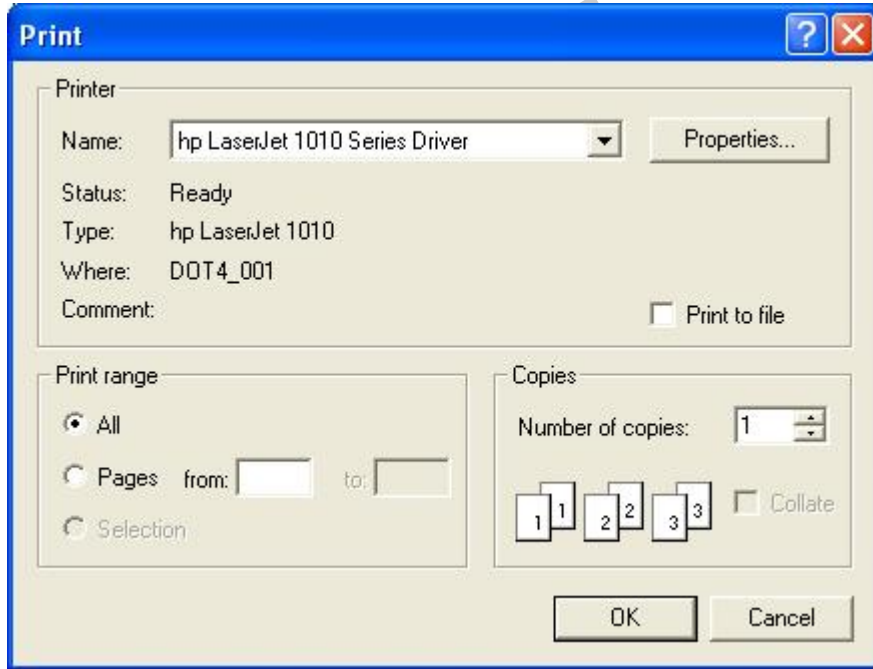 Print
Printer
Name: hp LaserJet 1010 Series Driver Properties...
Status: Ready
Type: hp LaserJet 1010
Where: DOT4_001
Comment: Print to file
Print range
All
Pages from: to:
Selection
Copies
Number of copies: 1
1 1 2 2 3 3 Collate
OK Cancel